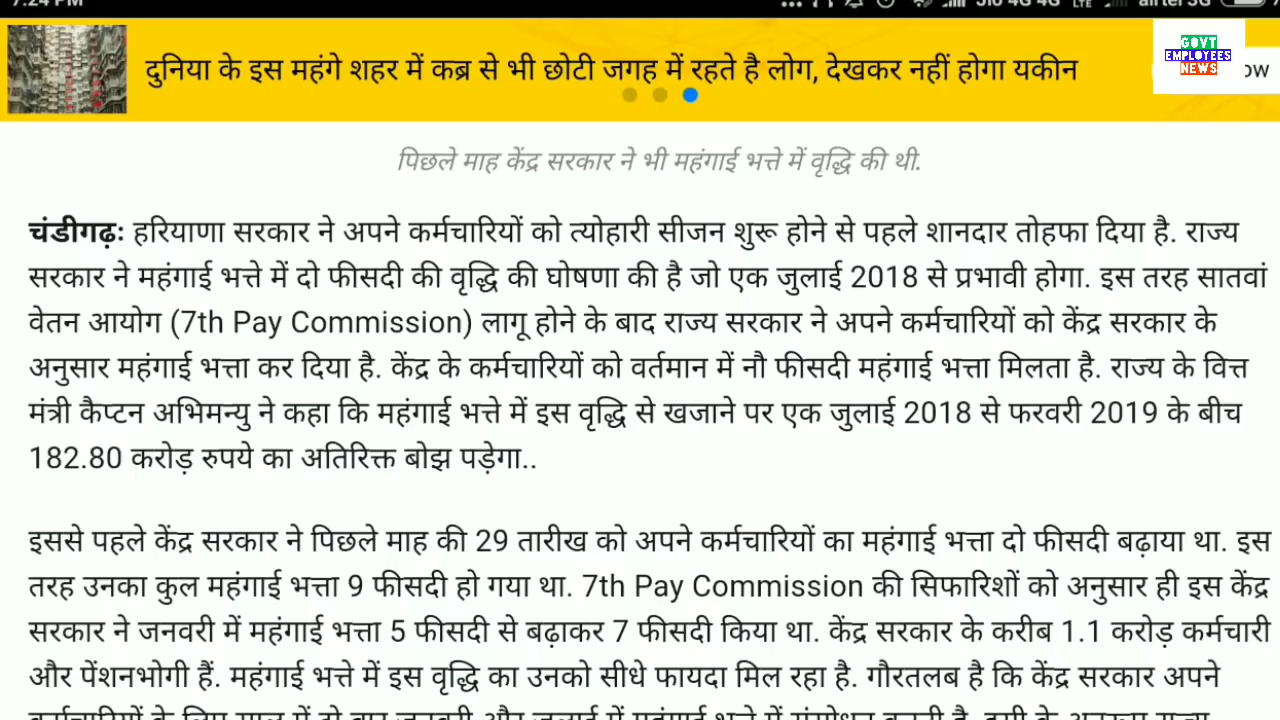 7:24 PM
दुनिया के इस महंगे शहर में कब्र से भी छोटी जगह में रहते है लोग, देखकर नहीं होगा यकीन
GOVT
EMPLOYEES
NEWS
पिछले माह केंद्र सरकार ने भी महंगाई भत्ते में वृद्धि की थी.
चंडीगढ़ः हरियाणा सरकार ने अपने कर्मचारियों को त्योहारी सीजन शुरू होने से पहले शानदार तोहफा दिया है. राज्य
सरकार ने महंगाई भत्ते में दो फीसदी की वृद्धि की घोषणा की है जो एक जुलाई 2018 से प्रभावी होगा. इस तरह सातवां
वेतन आयोग (7th Pay Commission) लागू होने के बाद राज्य सरकार ने अपने कर्मचारियों को केंद्र सरकार के
अनुसार महंगाई भत्ता कर दिया है. केंद्र के कर्मचारियों को वर्तमान में नौ फीसदी महंगाई भत्ता मिलता है. राज्य के वित्त
मंत्री कैप्टन अभिमन्यु ने कहा कि महंगाई भत्ते में इस वृद्धि से खजाने पर एक जुलाई 2018 से फरवरी 2019 के बीच
182.80 करोड़ रुपये का अतिरिक्त बोझ पड़ेगा..
इससे पहले केंद्र सरकार ने पिछले माह की 29 तारीख को अपने कर्मचारियों का महंगाई भत्ता दो फीसदी बढ़ाया था. इस
तरह उनका कुल महंगाई भत्ता 9 फीसदी हो गया था. 7th Pay Commission की सिफारिशों को अनुसार ही इस केंद्र
सरकार ने जनवरी में महंगाई भत्ता 5 फीसदी से बढ़ाकर 7 फीसदी किया था. केंद्र सरकार के करीब 1.1 करोड़ कर्मचारी
और पेंशनभोगी हैं. महंगाई भत्ते में इस वृद्धि का उनको सीधे फायदा मिल रहा है. गौरतलब है कि केंद्र सरकार अपने